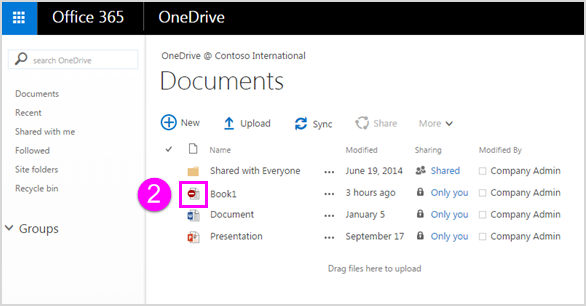 Office 365 OneDrive
search OneDrive
Documents
Recent
Shared with me
Followed
Site folders
Recycle bin
Groups
OneDrive @ Contoso International
Documents
New Upload Sync Share More
Name Modified Sharing Modified By
Shared with Everyone ... June 19, 2014 Shared Company Admin
2 Book1 ... 3 hours ago Only you Company Admin
Document ... January 5 Only you Company Admin
Presentation ... September 17 Only you Company Admin
Drag files here to upload